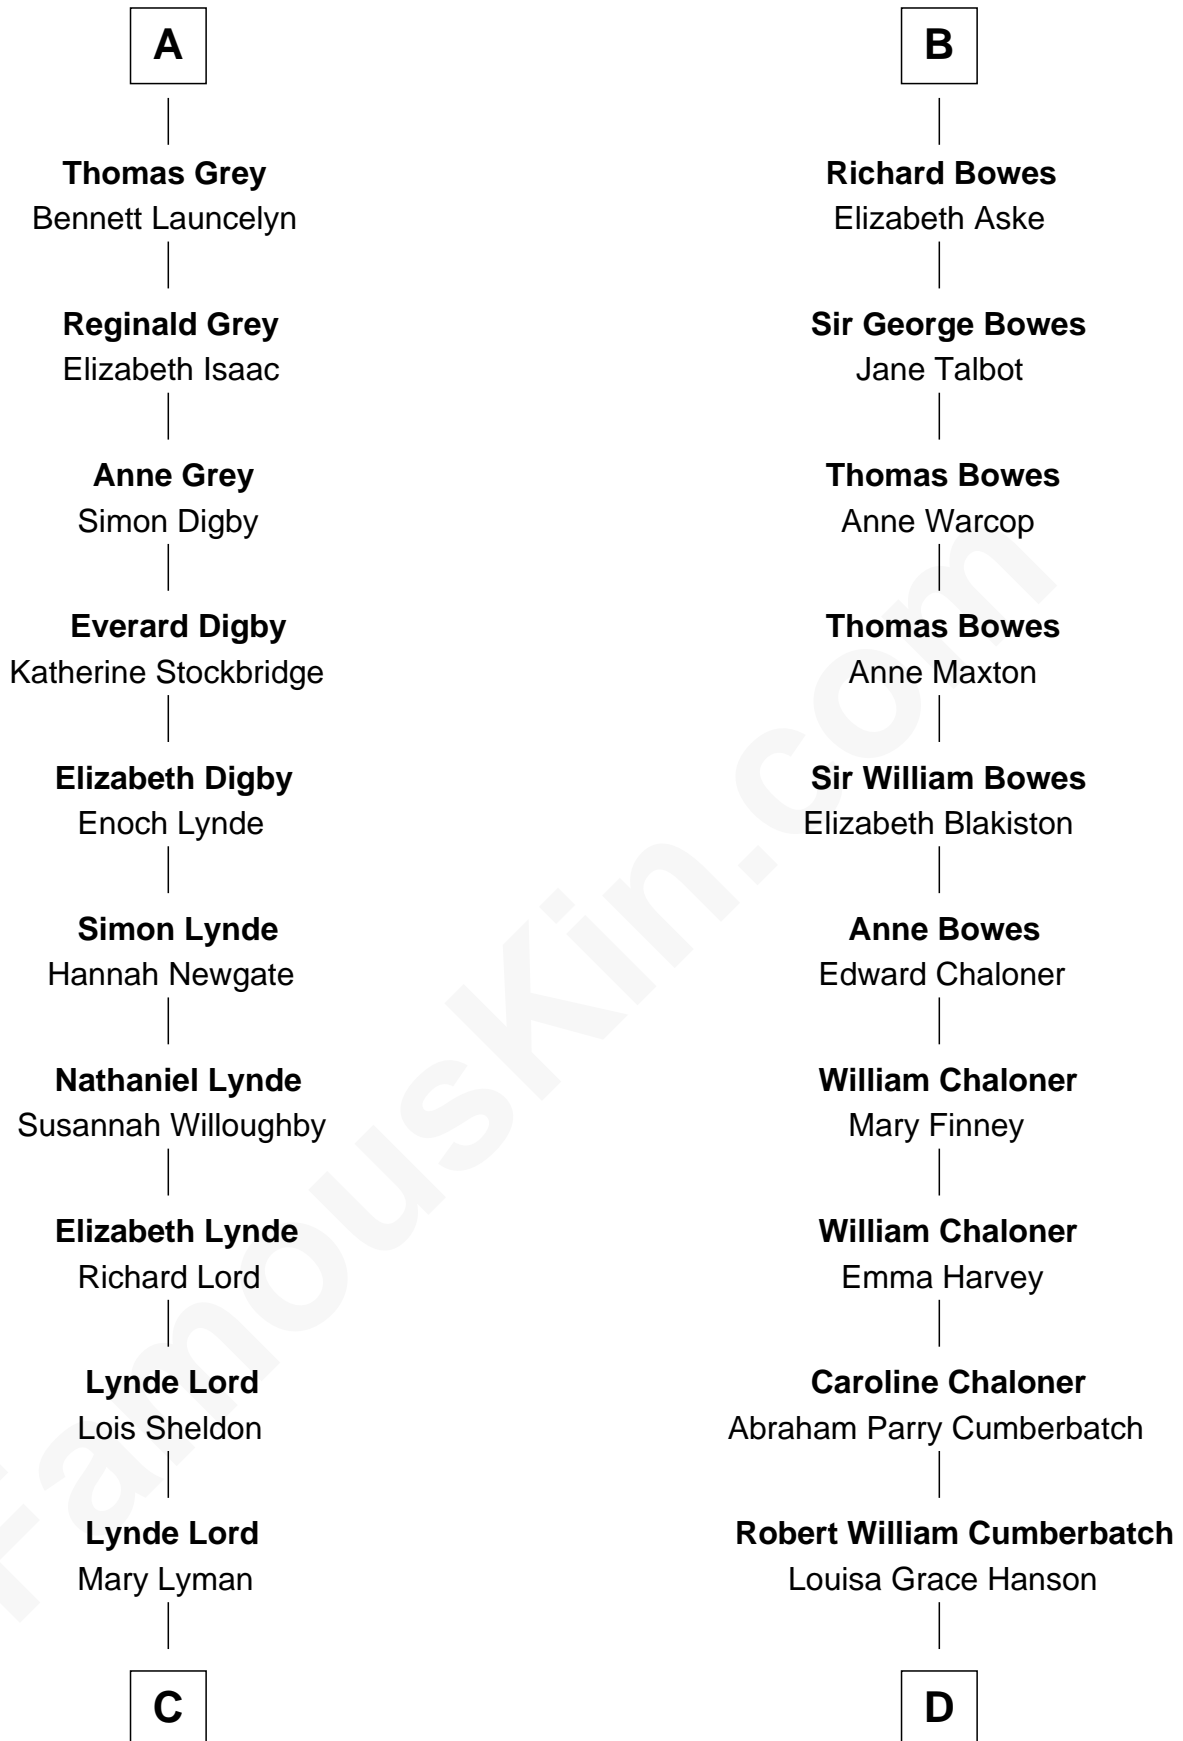 A
Thomas Grey
Bennett Launcelyn
Reginald Grey
Elizabeth Isaac
Anne Grey
Simon Digby
Everard Digby
Katherine Stockbridge
Elizabeth Digby
Enoch Lynde
Simon Lynde
Hannah Newgate
Nathaniel Lynde
Susannah Willoughby
Elizabeth Lynde
Richard Lord
Lynde Lord
Lois Sheldon
Lynde Lord
Mary Lyman
C
B
Richard Bowes
Elizabeth Aske
Sir George Bowes
Jane Talbot
Thomas Bowes
Anne Warcop
Thomas Bowes
Anne Maxton
Sir William Bowes
Elizabeth Blakiston
Anne Bowes
Edward Chaloner
William Chaloner
Mary Finney
William Chaloner
Emma Harvey
Caroline Chaloner
Abraham Parry Cumberbatch
Robert William Cumberbatch
Louisa Grace Hanson
D
FamousKin.com